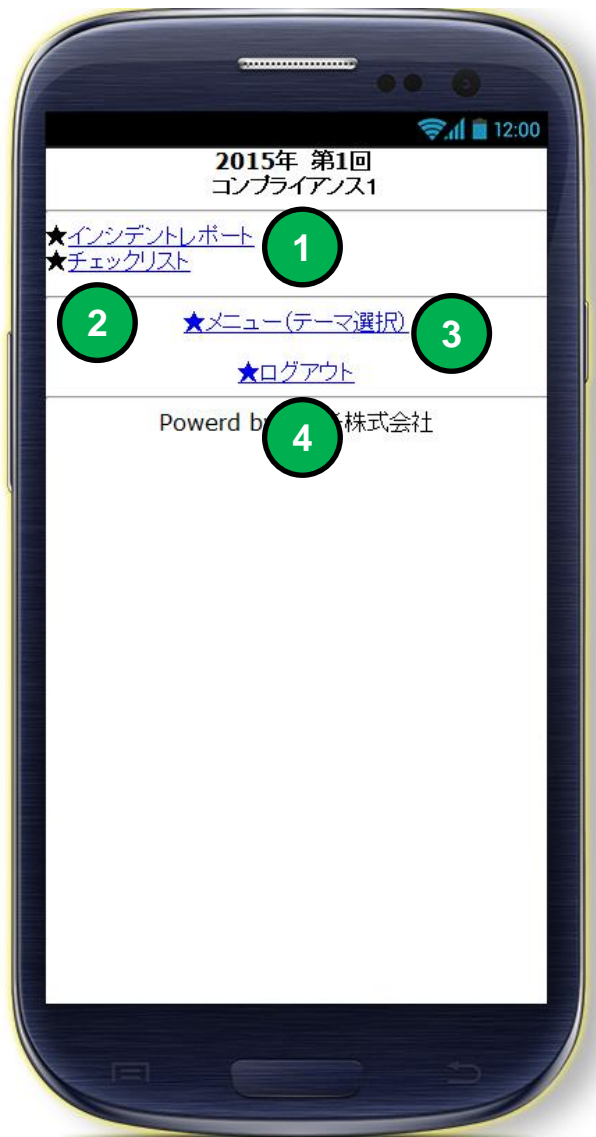 12:00
2015年 第1回
コンプライアンス1
★インシデントレポート
1
★チェックリスト
2
★メニュー(テーマ選択)
3
★ログアウト
Powerd 株式会社
4